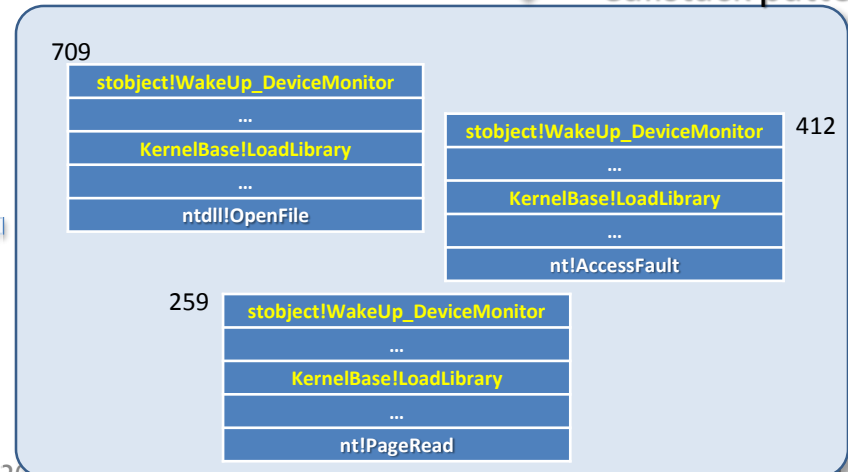 709
stobject!WakeUp_DeviceMonitor
…
KernelBase!LoadLibrary
…
ntdll!OpenFile
412
stobject!WakeUp_DeviceMonitor
…
KernelBase!LoadLibrary
…
nt!AccessFault
259
stobject!WakeUp_DeviceMonitor
…
KernelBase!LoadLibrary
…
nt!PageRead